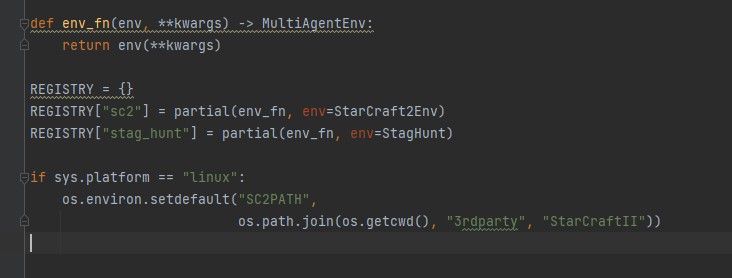 def env_fn(env, **kwargs) -> MultiAgentEnv:
    return env(**kwargs)
REGISTRY = {}
REGISTRY["sc2"] = partial(env_fn, env=StarCraft2Env)
REGISTRY["stag_hunt"] = partial(env_fn, env=StagHunt)
if sys.platform == "linux":
    os.environ.setdefault("SC2PATH",
                          os.path.join(os.getcwd(), "3rdparty", "StarCraftII"))